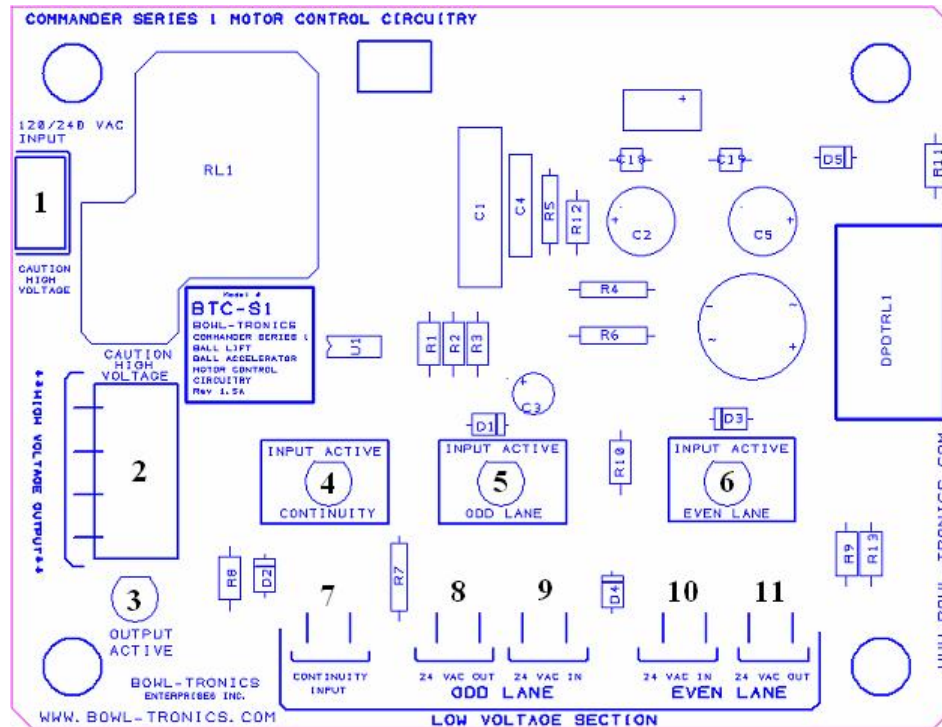 COMMANDER SERIES 1 MOTOR CONTROL CIRCUITRY
120/240 VAC
INPUT
1
CAUTION
HIGH
VOLTAGE
RL1
+
C18
C19
D5
R11
C1
C4
R5
R12
+
C2
+
C5
R4
R6
-
~
~
+
DPDTRL1
Model #
BTC-S1
BOWL-TRONICS
COMMANDER SERIES 1
BALL LIFT
BALL ACCELERATOR
MOTOR CONTROL
CIRCUITRY
Rev 1.5A
U1
R1
R2
R3
+
C3
D1
D3
CAUTION
HIGH
VOLTAGE
**HIGH VOLTAGE OUTPUT**
2
INPUT ACTIVE
4
CONTINUITY
INPUT ACTIVE
5
ODD LANE
R10
INPUT ACTIVE
6
EVEN LANE
R8
D2
R7
D4
R9
R13
3
OUTPUT
ACTIVE
7
8
9
10
11
CONTINUITY
INPUT
24 VAC OUT
24 VAC IN
ODD LANE
24 VAC IN
24 VAC OUT
EVEN LANE
BOWL-TRONICS
ENTERPRISES INC.
WWW.BOWL-TRONICS.COM
LOW VOLTAGE SECTION
WWW.BOWL-TRONICS.COM